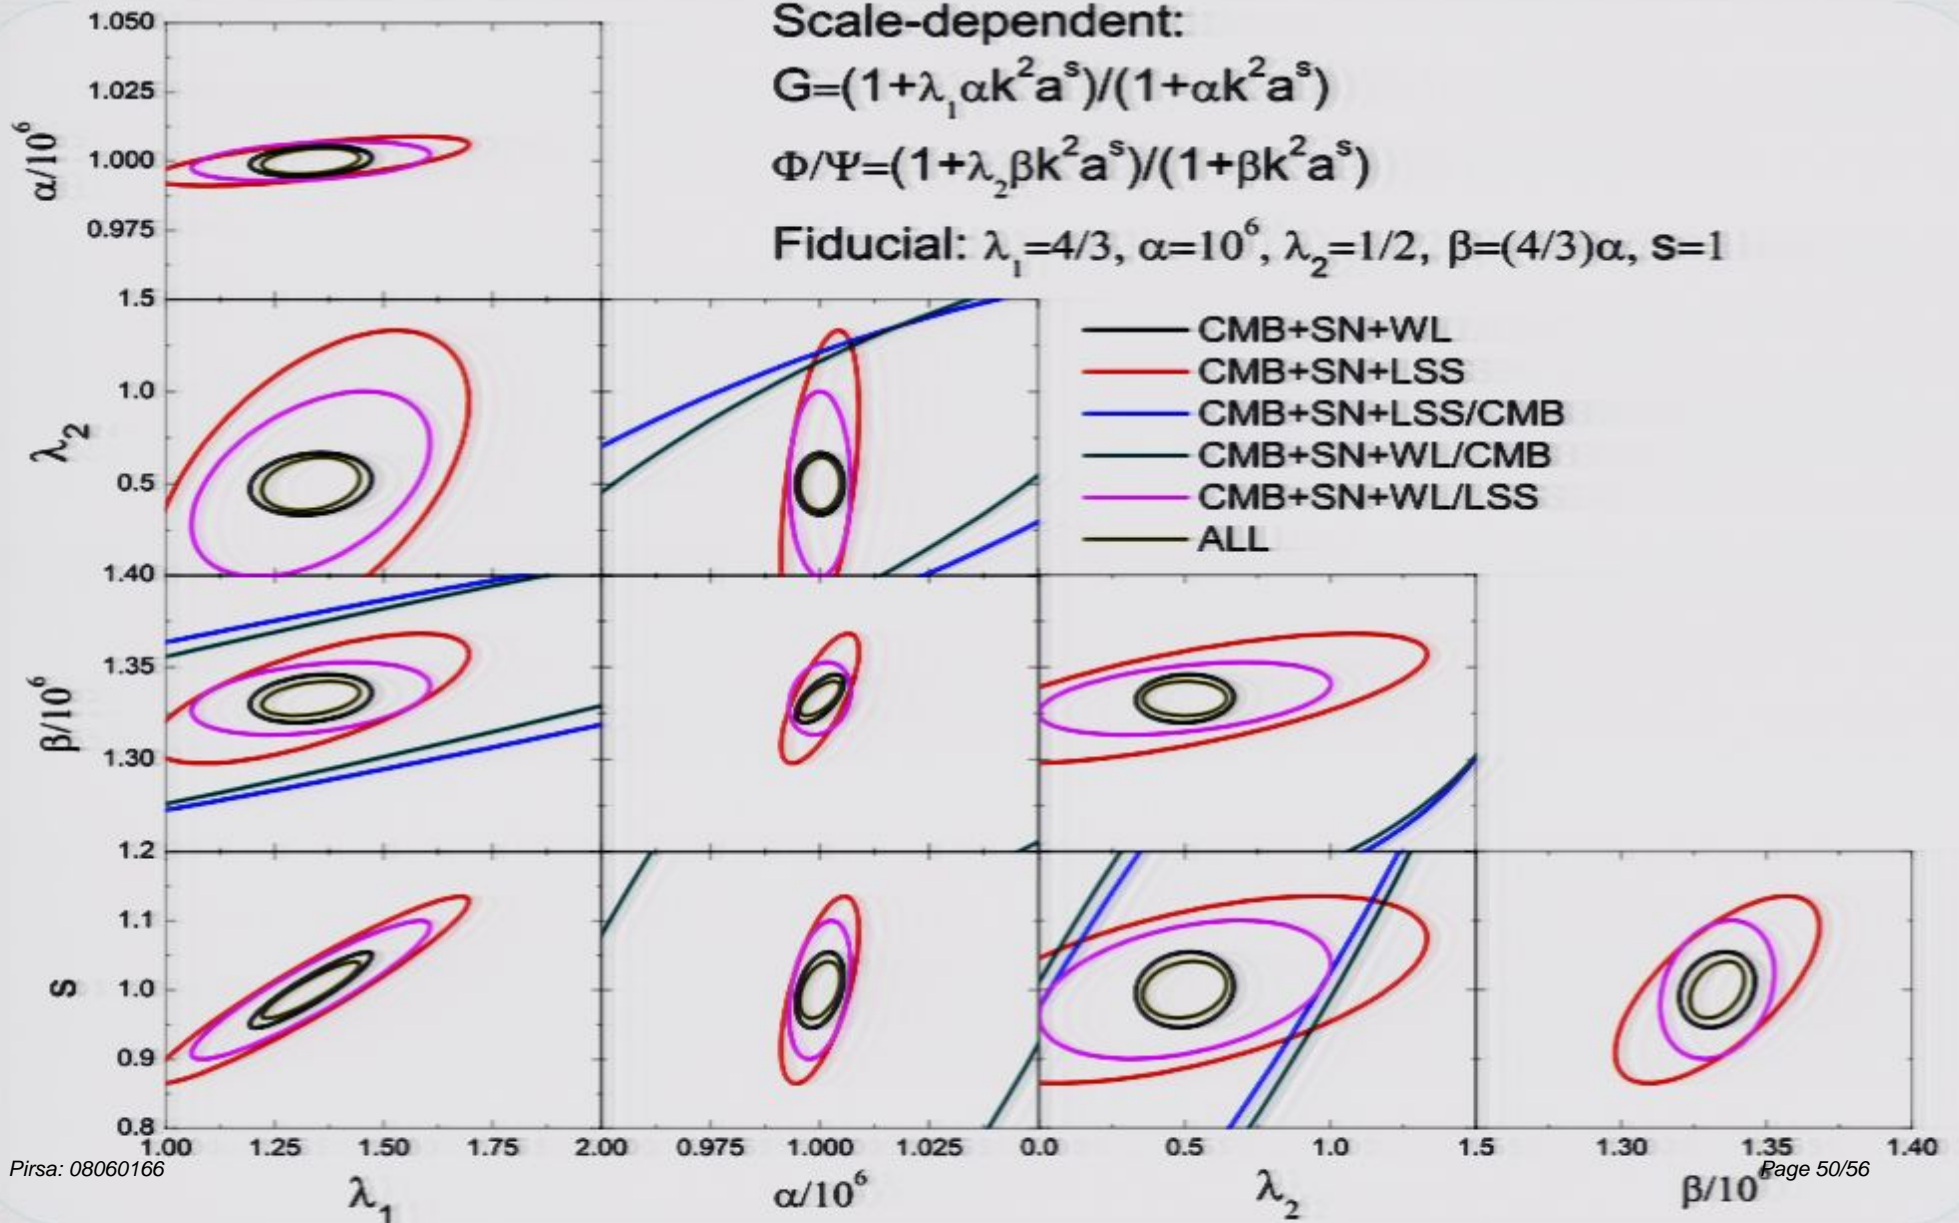 Scale-dependent:
G=(1+λ₁αk²aˢ)/(1+αk²aˢ)
Φ/Ψ=(1+λ₂βk²aˢ)/(1+βk²aˢ)
Fiducial: λ₁=4/3, α=10⁶, λ₂=1/2, β=(4/3)α, s=1
CMB+SN+WL
CMB+SN+LSS
CMB+SN+LSS/CMB
CMB+SN+WL/CMB
CMB+SN+WL/LSS
ALL
1.050
1.025
1.000
0.975
α/10⁶
1.5
1.0
0.5
λ₂
1.40
1.35
1.30
β/10⁶
1.2
1.1
1.0
0.9
0.8
s
1.00 1.25 1.50 1.75 2.00 0.975 1.000 1.025 0.0 0.5 1.0 1.5 1.30 1.35 1.40
λ₁ α/10⁶ λ₂ β/10
Pirsa: 08060166
Page 50/56